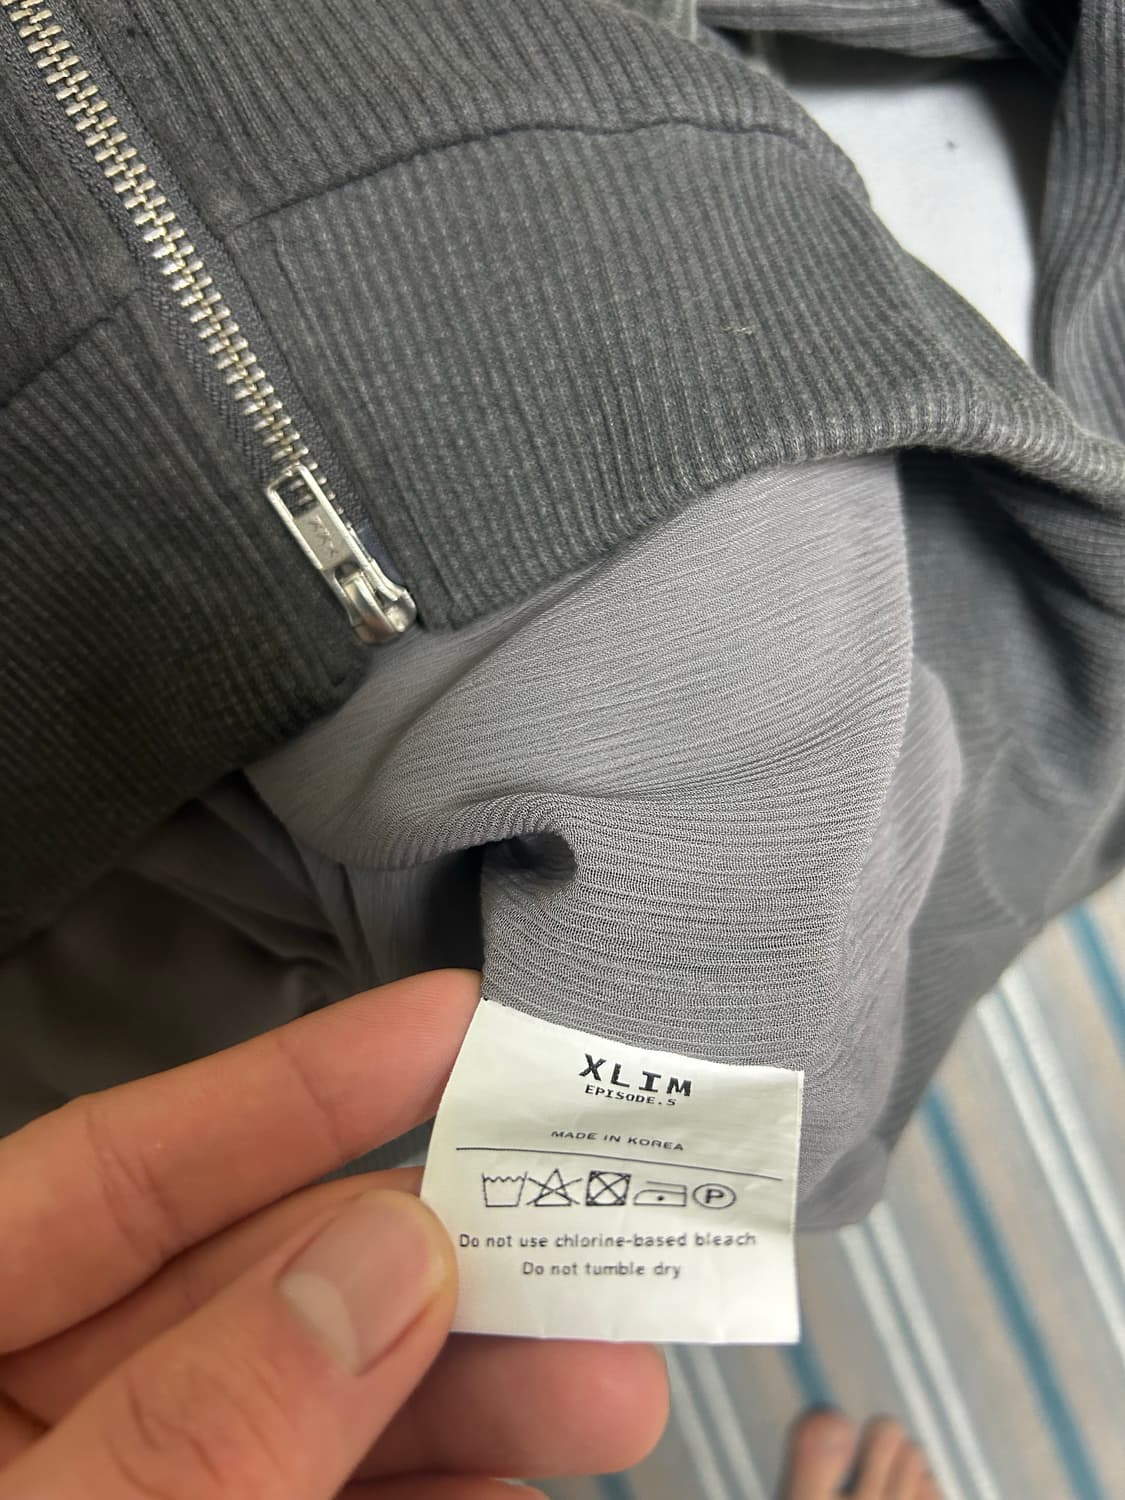 XLIM
EPISODE.5
MADE IN KOREA
P
Do not use chlorine-based bleach
Do not tumble dry